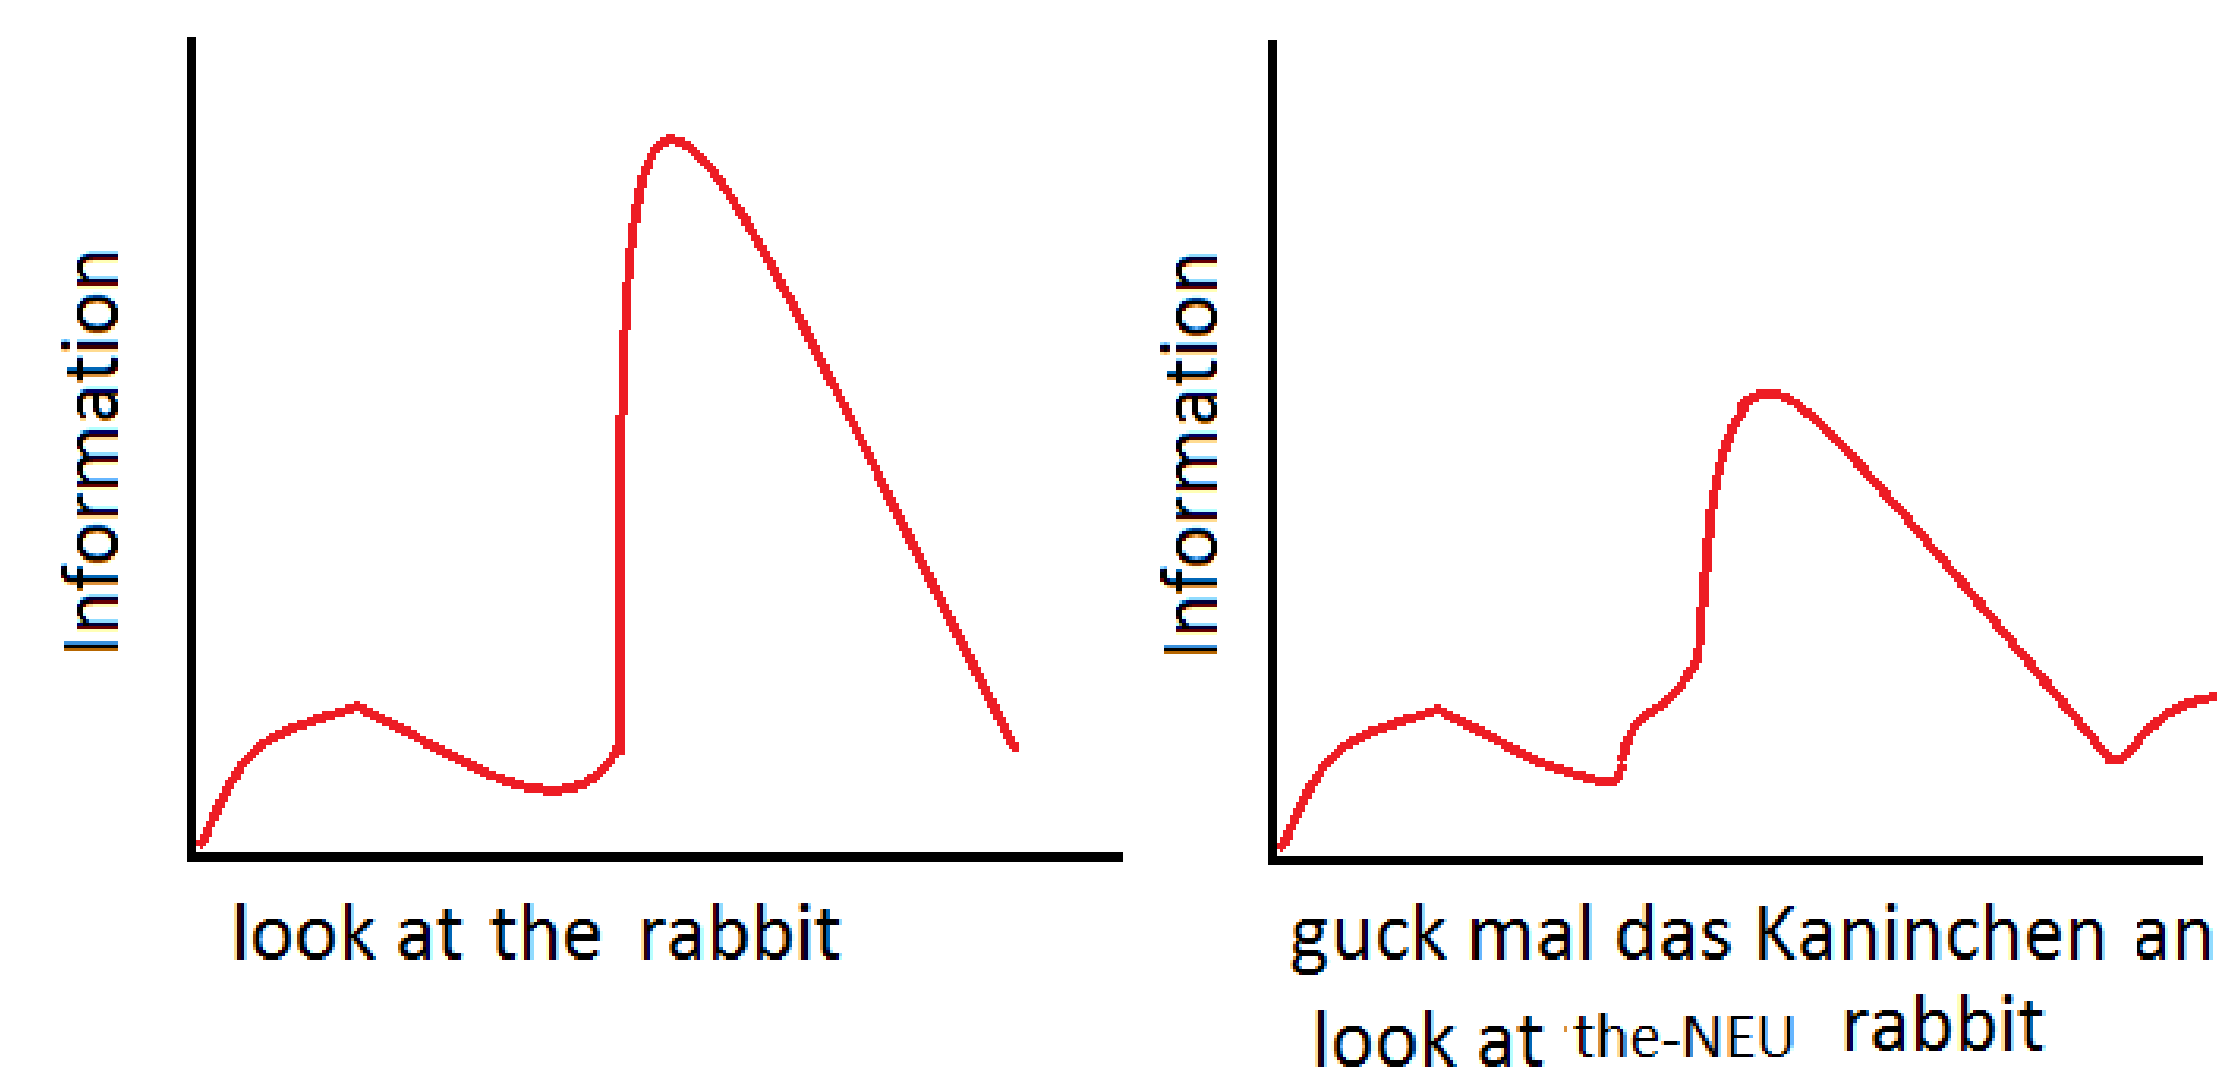 Information
look at the rabbit
Information
guck mal das Kaninchen an
look at the-NEU rabbit